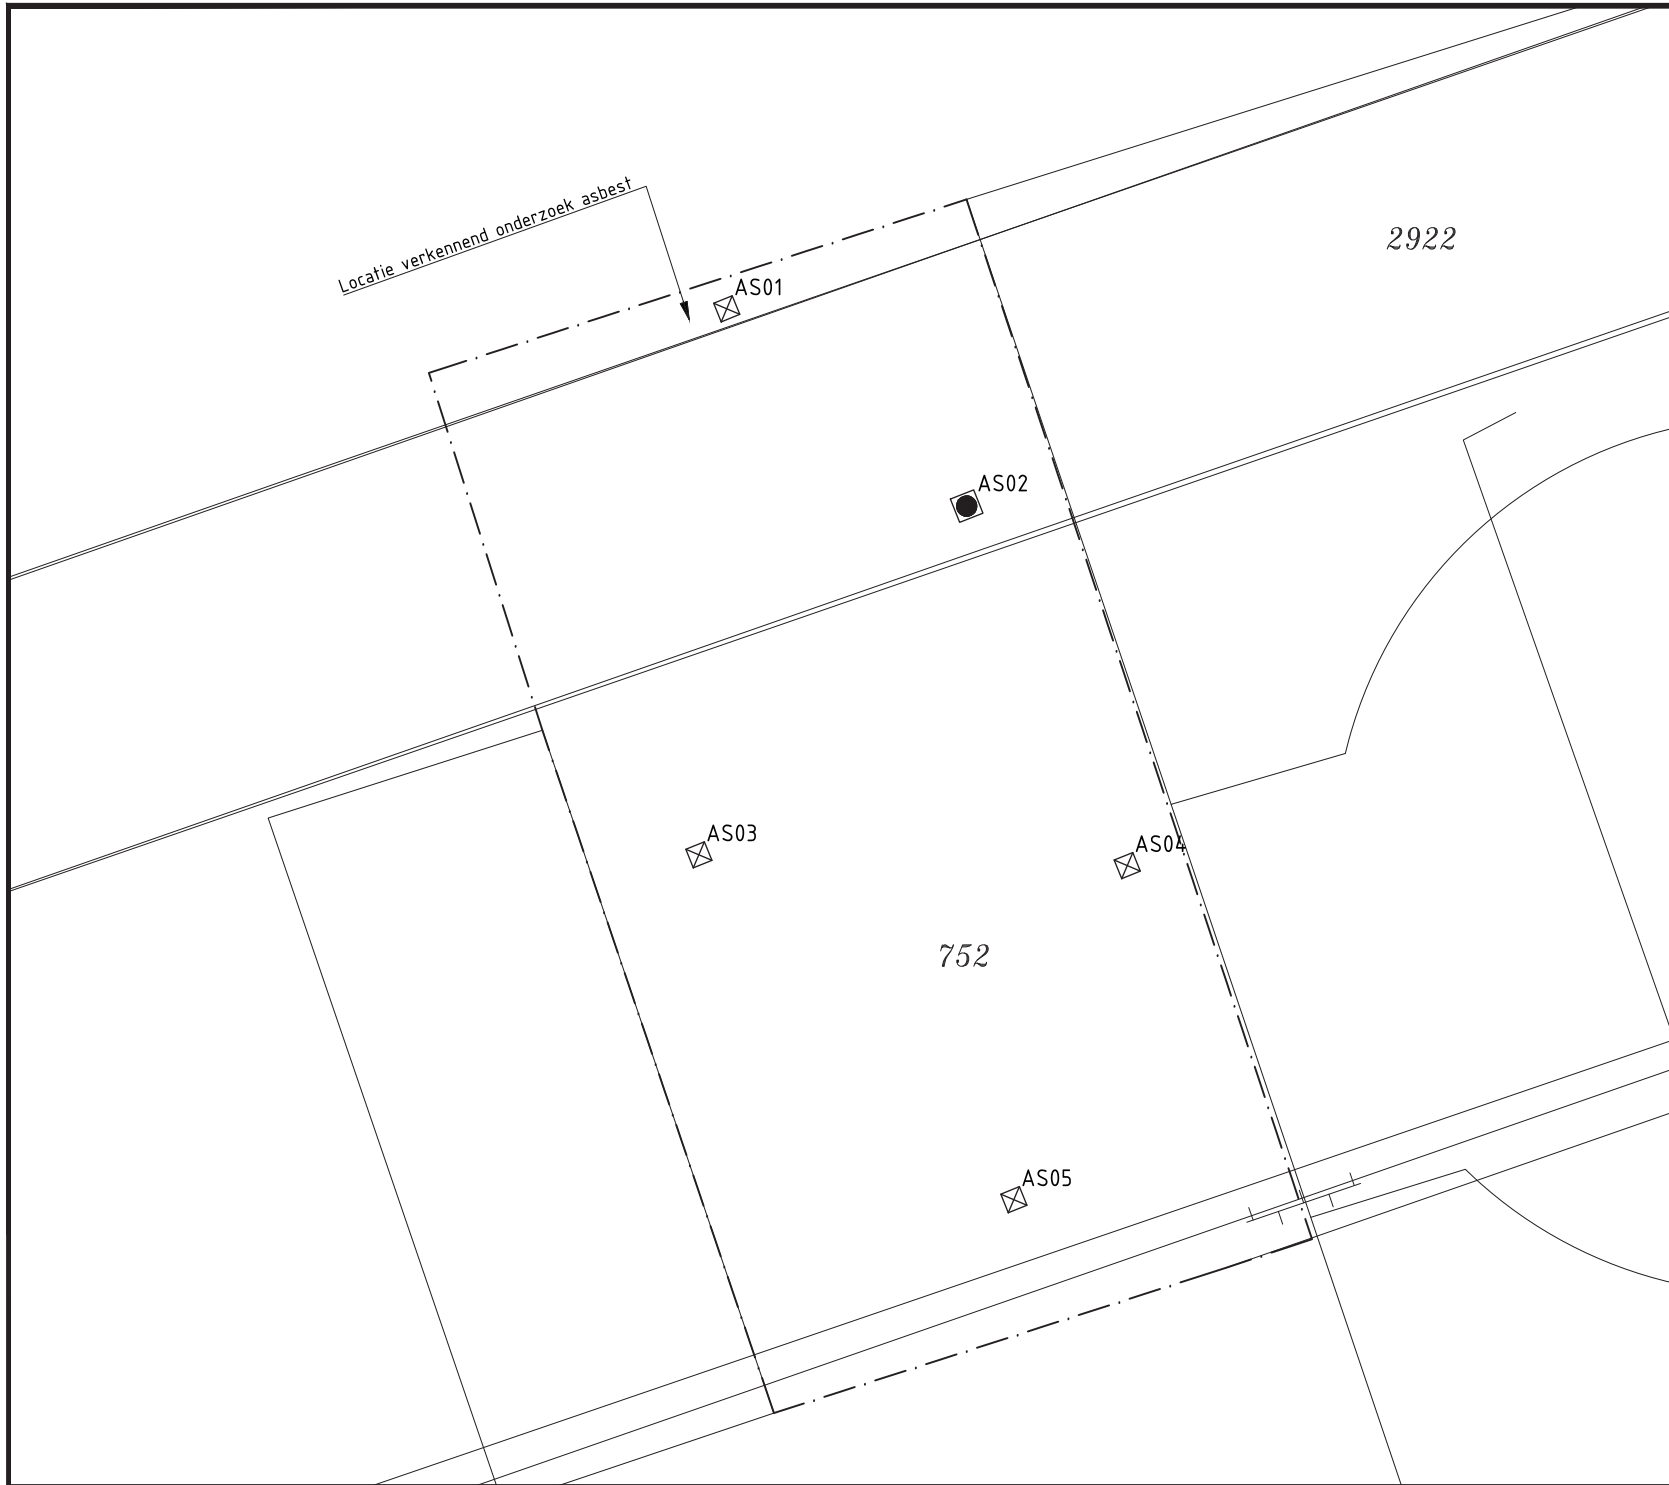 Locatie verkennend onderzoek asbest
2922
AS01
AS02
AS03
AS04
752
AS05